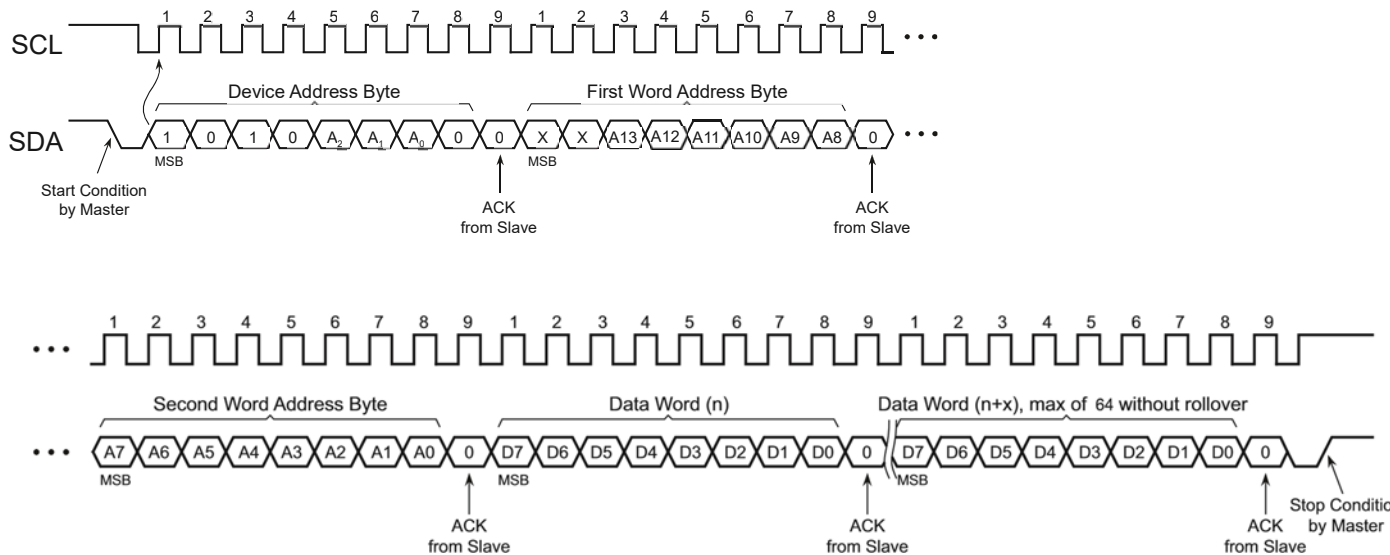 1 2 3 4 5 6 7 8 9 1 2 3 4 5 6 7 8 9
SCL
• • •
Device Address Byte First Word Address Byte
SDA
1 0 1 0 A2 A1 A0 0 0 X X A13 A12 A11 A10 A9 A8 0
• • •
MSB MSB
Start Condition
by Master
ACK
from Slave
ACK
from Slave
1 2 3 4 5 6 7 8 9 1 2 3 4 5 6 7 8 9 1 2 3 4 5 6 7 8 9
• • •
Second Word Address Byte Data Word (n) Data Word (n+x), max of 64 without rollover
• • •
A7 A6 A5 A4 A3 A2 A1 A0 0 D7 D6 D5 D4 D3 D2 D1 D0 0 D7 D6 D5 D4 D3 D2 D1 D0 0
MSB MSB MSB
ACK
from Slave
ACK
from Slave
ACK
from Slave
Stop Conditio
by Master